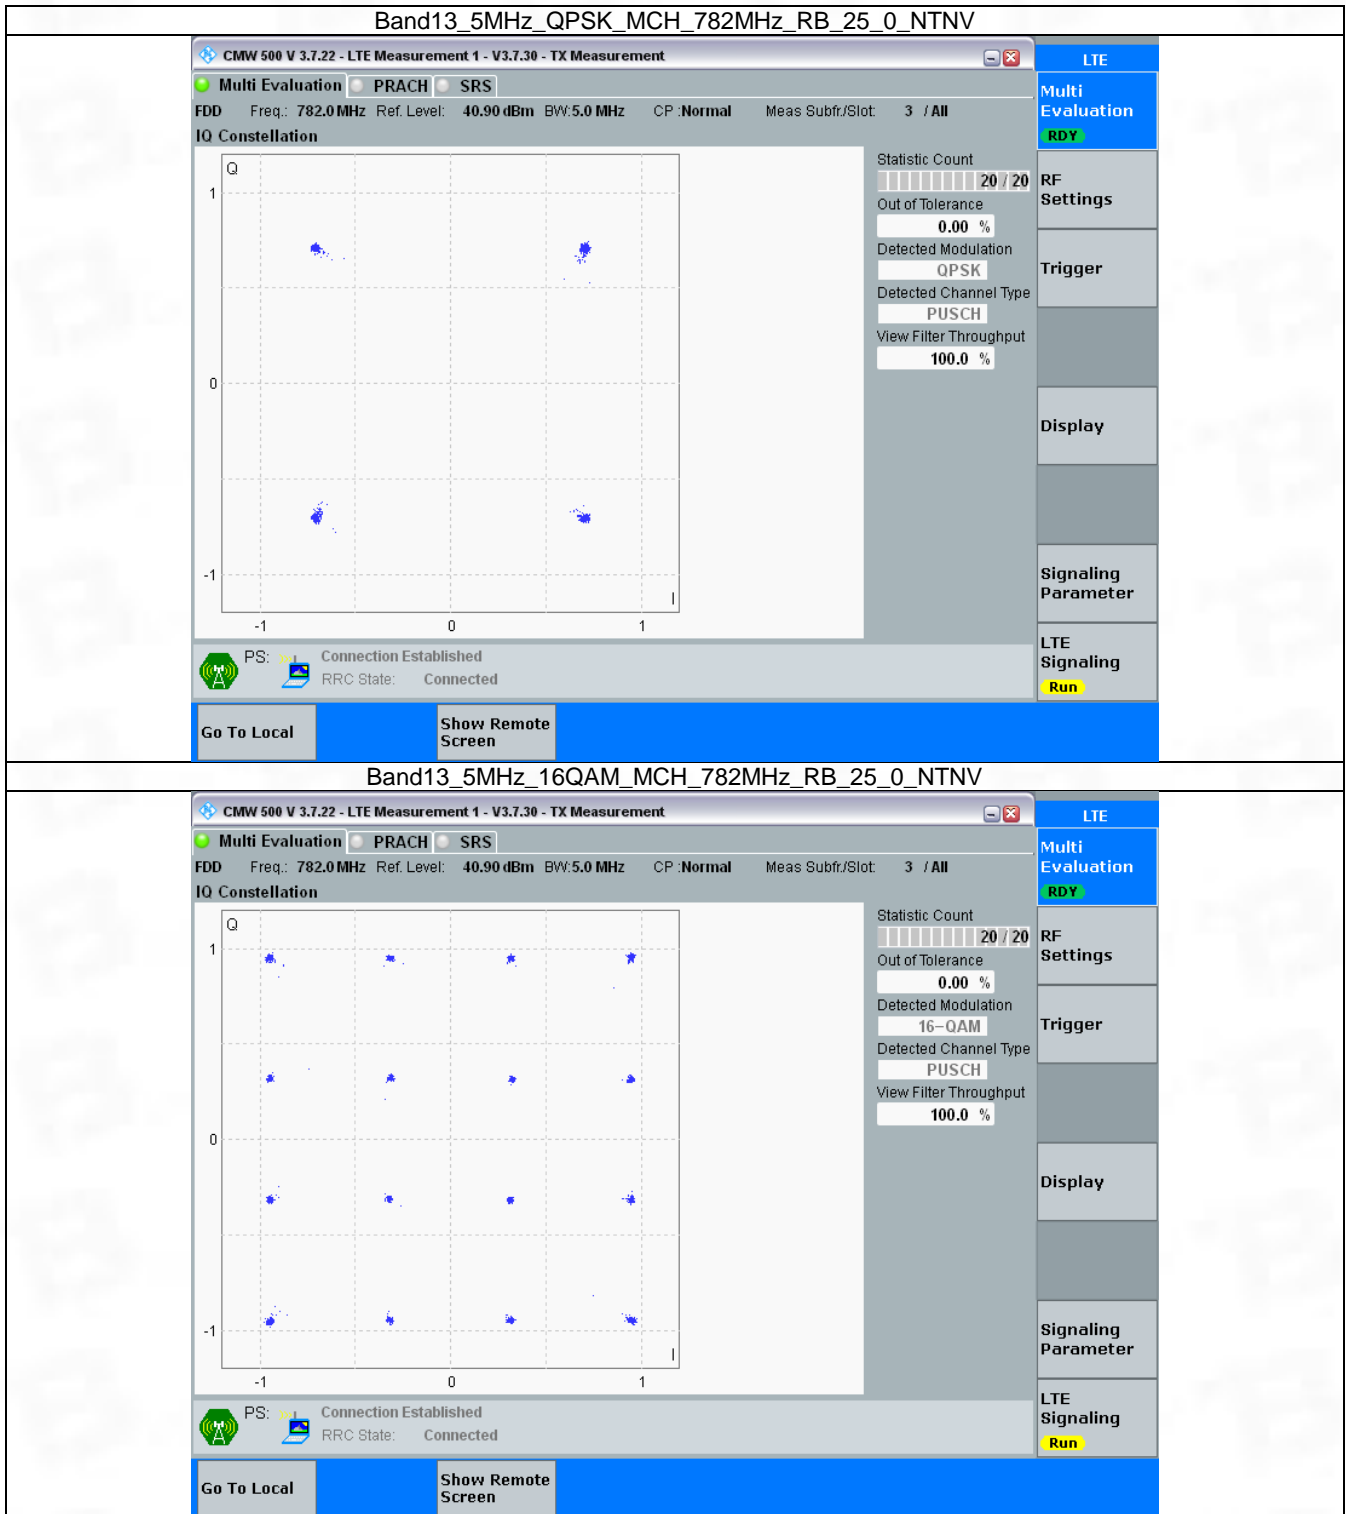 Band13_5MHz_QPSK_MCH_782MHz_RB_25_0_NTNV
CMW 500 V 3.7.22 - LTE Measurement 1 - V3.7.30 - TX Measurement
LTE
Multi Evaluation PRACH SRS
FDD Freq.: 782.0 MHz Ref. Level: 40.90 dBm BW:5.0 MHz CP :Normal Meas Subfr./Slot: 3 / All
IQ Constellation
Q
1
0
-1
I
-1 0 1
Statistic Count
20 / 20
Out of Tolerance
0.00 %
Detected Modulation
QPSK
Detected Channel Type
PUSCH
View Filter Throughput
100.0 %
Multi
Evaluation
RDY
RF
Settings
Trigger
Display
Signaling
Parameter
LTE
Signaling
Run
PS: Connection Established
RRC State: Connected
Go To Local
Show Remote
Screen
Band13_5MHz_16QAM_MCH_782MHz_RB_25_0_NTNV
CMW 500 V 3.7.22 - LTE Measurement 1 - V3.7.30 - TX Measurement
LTE
Multi Evaluation PRACH SRS
FDD Freq.: 782.0 MHz Ref. Level: 40.90 dBm BW:5.0 MHz CP :Normal Meas Subfr./Slot: 3 / All
IQ Constellation
Q
1
0
-1
I
-1 0 1
Statistic Count
20 / 20
Out of Tolerance
0.00 %
Detected Modulation
16-QAM
Detected Channel Type
PUSCH
View Filter Throughput
100.0 %
Multi
Evaluation
RDY
RF
Settings
Trigger
Display
Signaling
Parameter
LTE
Signaling
Run
PS: Connection Established
RRC State: Connected
Go To Local
Show Remote
Screen